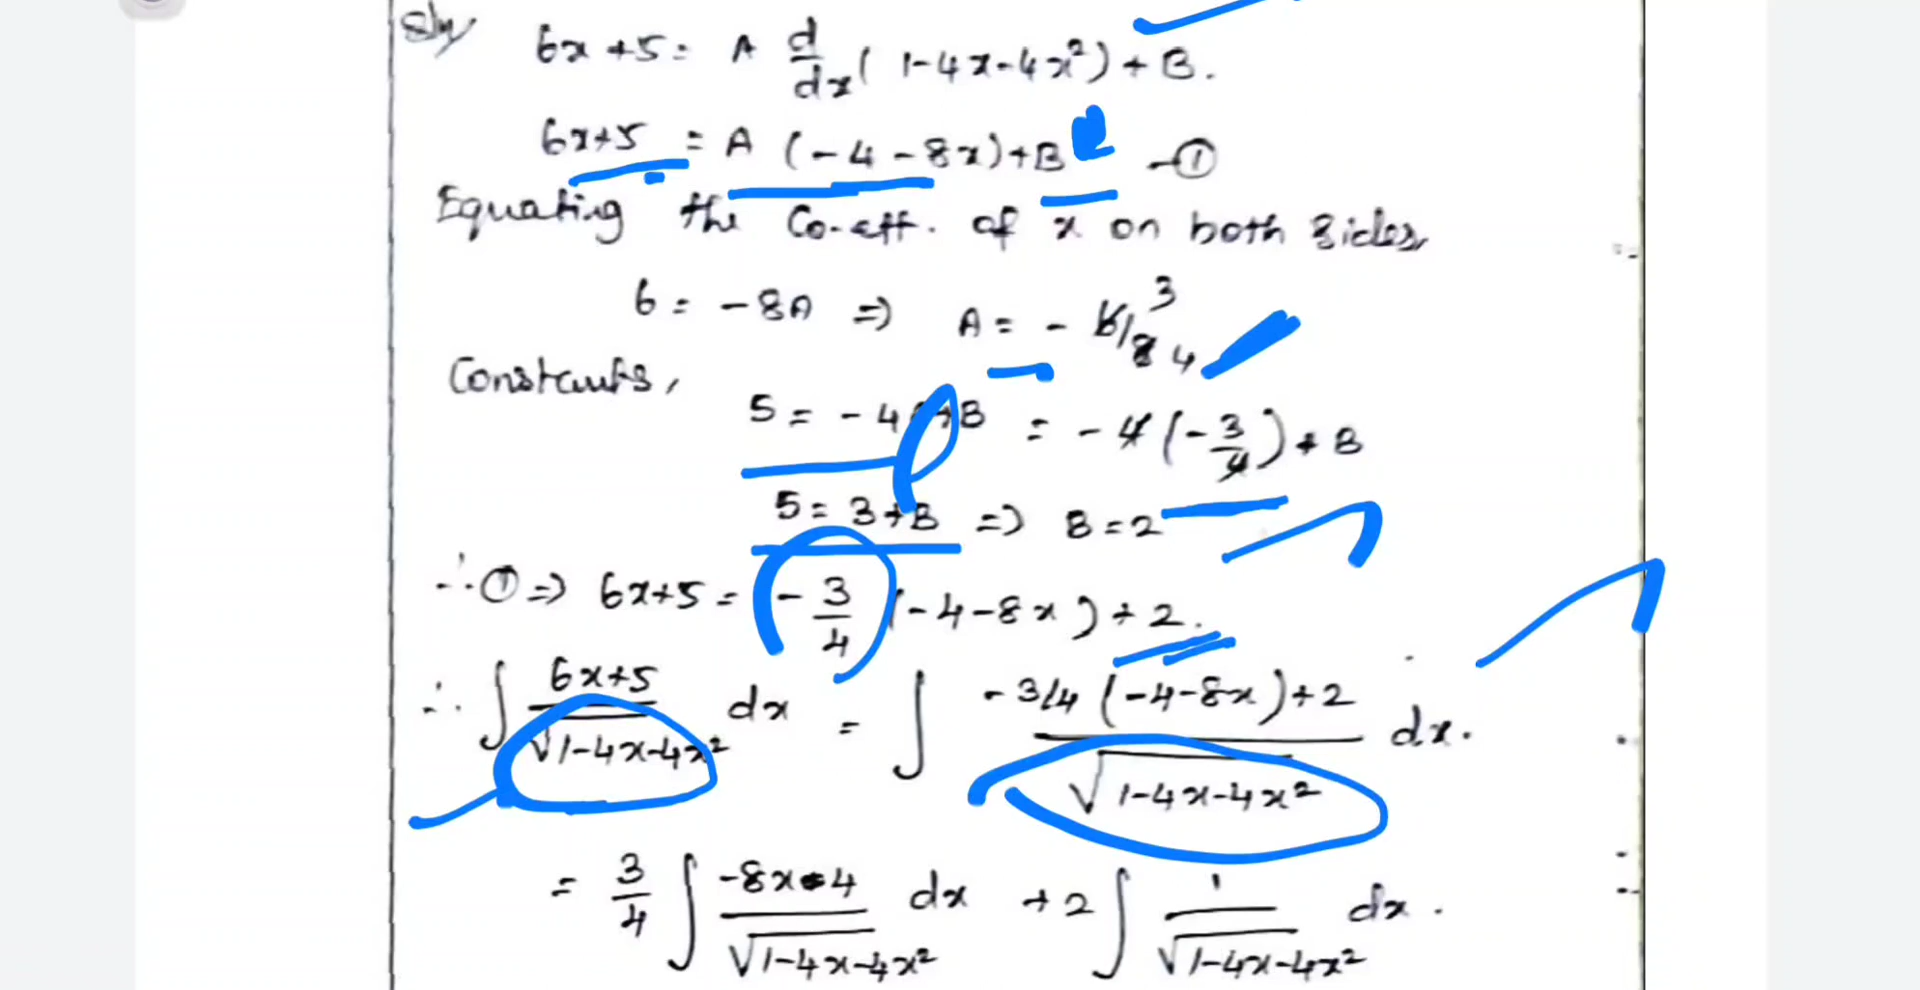 Sly 6x+5 = A d/dx (1-4x-4x²) + B.
6x+5 = A (-4-8x)+B -①
Equating the Co-eff. of x on both sides
6 = -8A ⇒ A = - 6/8 3 4
Constants,
5 = -4A+B = -4(-3/4)+B
5 = 3+B ⇒ B=2
∴ ① ⇒ 6x+5 = -3/4 (-4-8x)+2.
∴ ∫ 6x+5/√1-4x-4x² dx = ∫ -3/4 (-4-8x)+2/√1-4x-4x² dx.
= 3/4 ∫ -8x-4/√1-4x-4x² dx +2 ∫ 1/√1-4x-4x² dx.